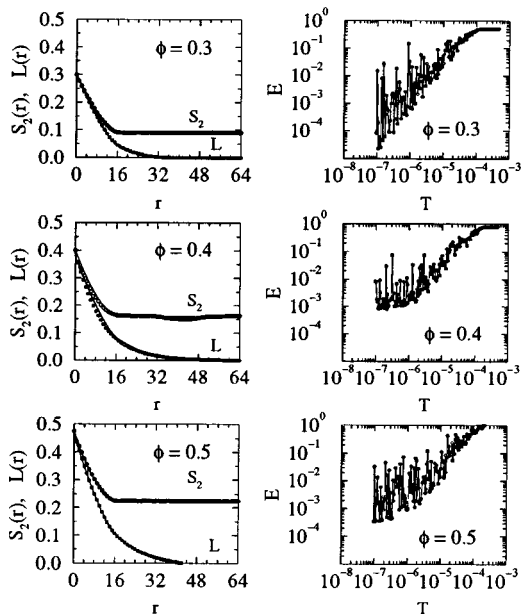 0.5
0.4
0.3
0.2
0.1
0.0
S₂(r), L(r)
ϕ = 0.3
S₂
L
0 16 32 48 64
r
10⁰
10⁻¹
10⁻²
10⁻³
10⁻⁴
E
ϕ = 0.3
10⁻⁸ 10⁻⁷ 10⁻⁶ 10⁻⁵ 10⁻⁴ 10⁻³
T
0.5
0.4
0.3
0.2
0.1
0.0
S₂(r), L(r)
ϕ = 0.4
S₂
L
0 16 32 48 64
r
10⁰
10⁻¹
10⁻²
10⁻³
10⁻⁴
E
ϕ = 0.4
10⁻⁸ 10⁻⁷ 10⁻⁶ 10⁻⁵ 10⁻⁴ 10⁻³
T
0.5
0.4
0.3
0.2
0.1
0.0
S₂(r), L(r)
ϕ = 0.5
S₂
L
0 16 32 48 64
r
10⁰
10⁻¹
10⁻²
10⁻³
10⁻⁴
E
ϕ = 0.5
10⁻⁸ 10⁻⁷ 10⁻⁶ 10⁻⁵ 10⁻⁴ 10⁻³
T